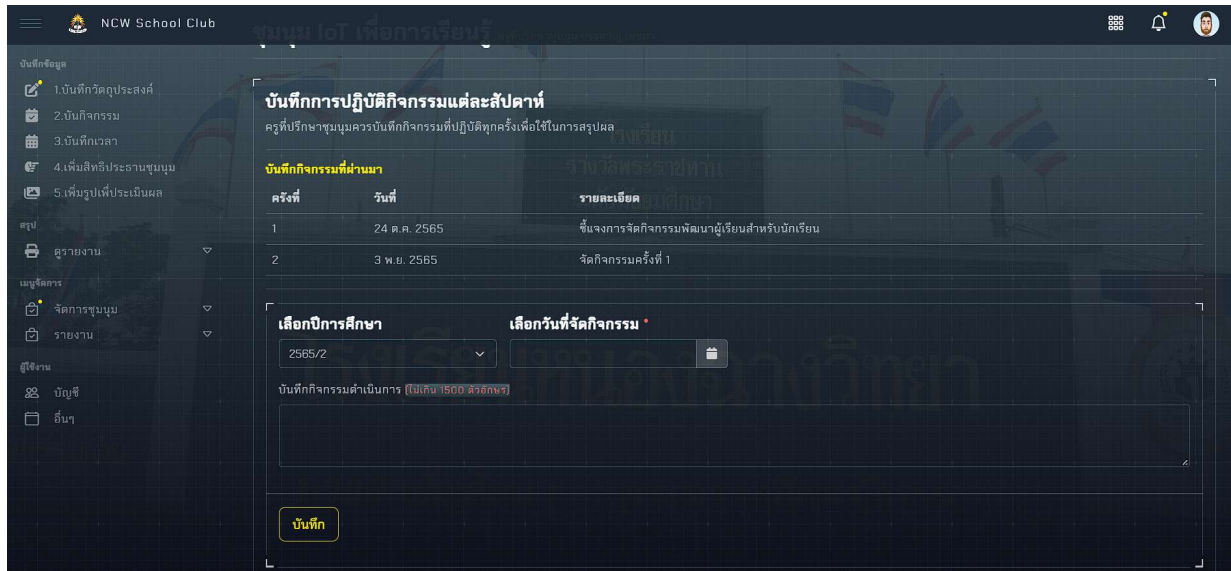 NCW School Club
ชุมนุม IoT เพื่อการเรียนรู้
บันทึกข้อมูล
1.บันทึกวัตถุประสงค์
2.บันกิจกรรม
3.บันทึกเวลา
4.เพิ่มสิทธิประธานชุมนุม
5.เพิ่มรูปเพื่ประเมินผล
สรุป
ดูรายงาน
เมนูจัดการ
จัดการชุมนุม
รายงาน
ผู้ใช้งาน
บัญชี
อื่นๆ
บันทึกการปฏิบัติกิจกรรมแต่ละสัปดาห์
ครูที่ปรึกษาชุมนุมควรบันทึกกิจกรรมที่ปฏิบัติทุกครั้งเพื่อใช้ในการสรุปผล
บันทึกกิจกรรมที่ผ่านมา
ครั้งที่ วันที่ รายละเอียด
1 24 ต.ค. 2565 ชี้แจงการจัดกิจกรรมพัฒนาผู้เรียนสำหรับนักเรียน
2 3 พ.ย. 2565 จัดกิจกรรมครั้งที่ 1
เลือกปีการศึกษา เลือกวันที่จัดกิจกรรม *
2565/2
บันทึกกิจกรรมดำเนินการ [ไม่เกิน 1500 ตัวอักษร]
บันทึก